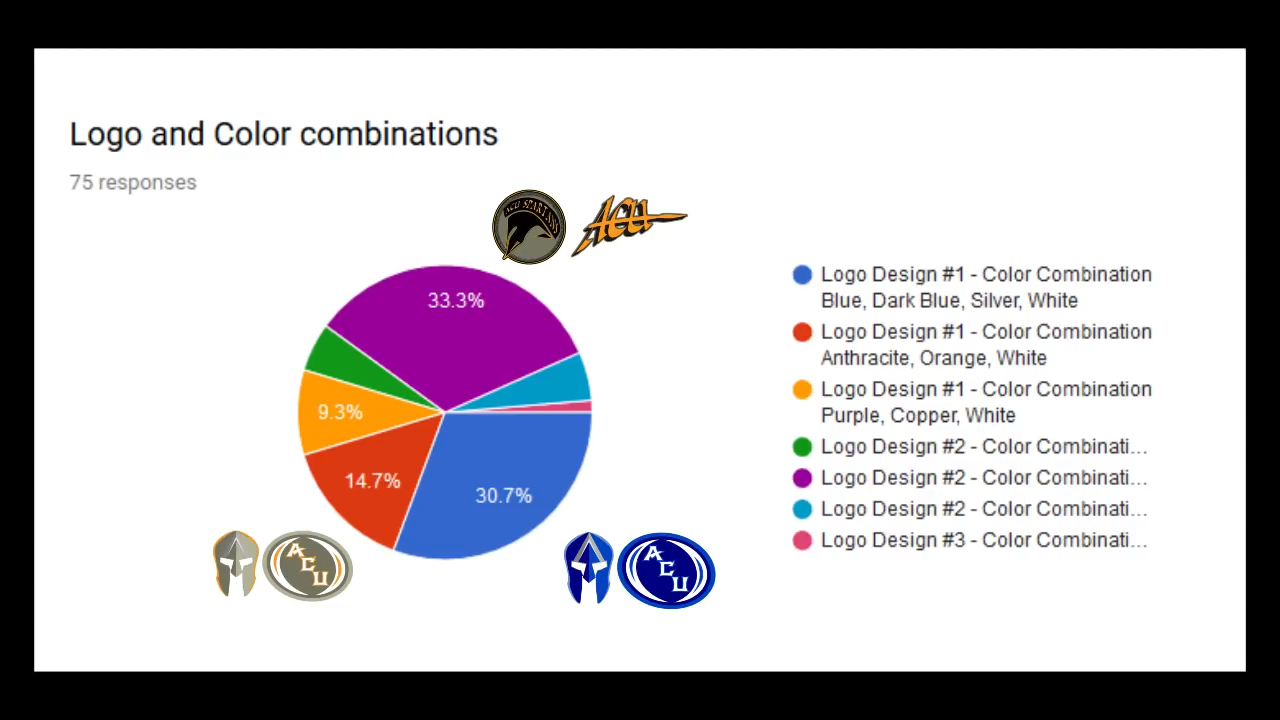 Logo and Color combinations
75 responses
ACU SPARTANS
ACU
33.3%
9.3%
14.7%
30.7%
Logo Design #1 - Color Combination
Blue, Dark Blue, Silver, White
Logo Design #1 - Color Combination
Anthracite, Orange, White
Logo Design #1 - Color Combination
Purple, Copper, White
Logo Design #2 - Color Combinati...
Logo Design #2 - Color Combinati...
Logo Design #2 - Color Combinati...
Logo Design #3 - Color Combinati...
ACU
ACU